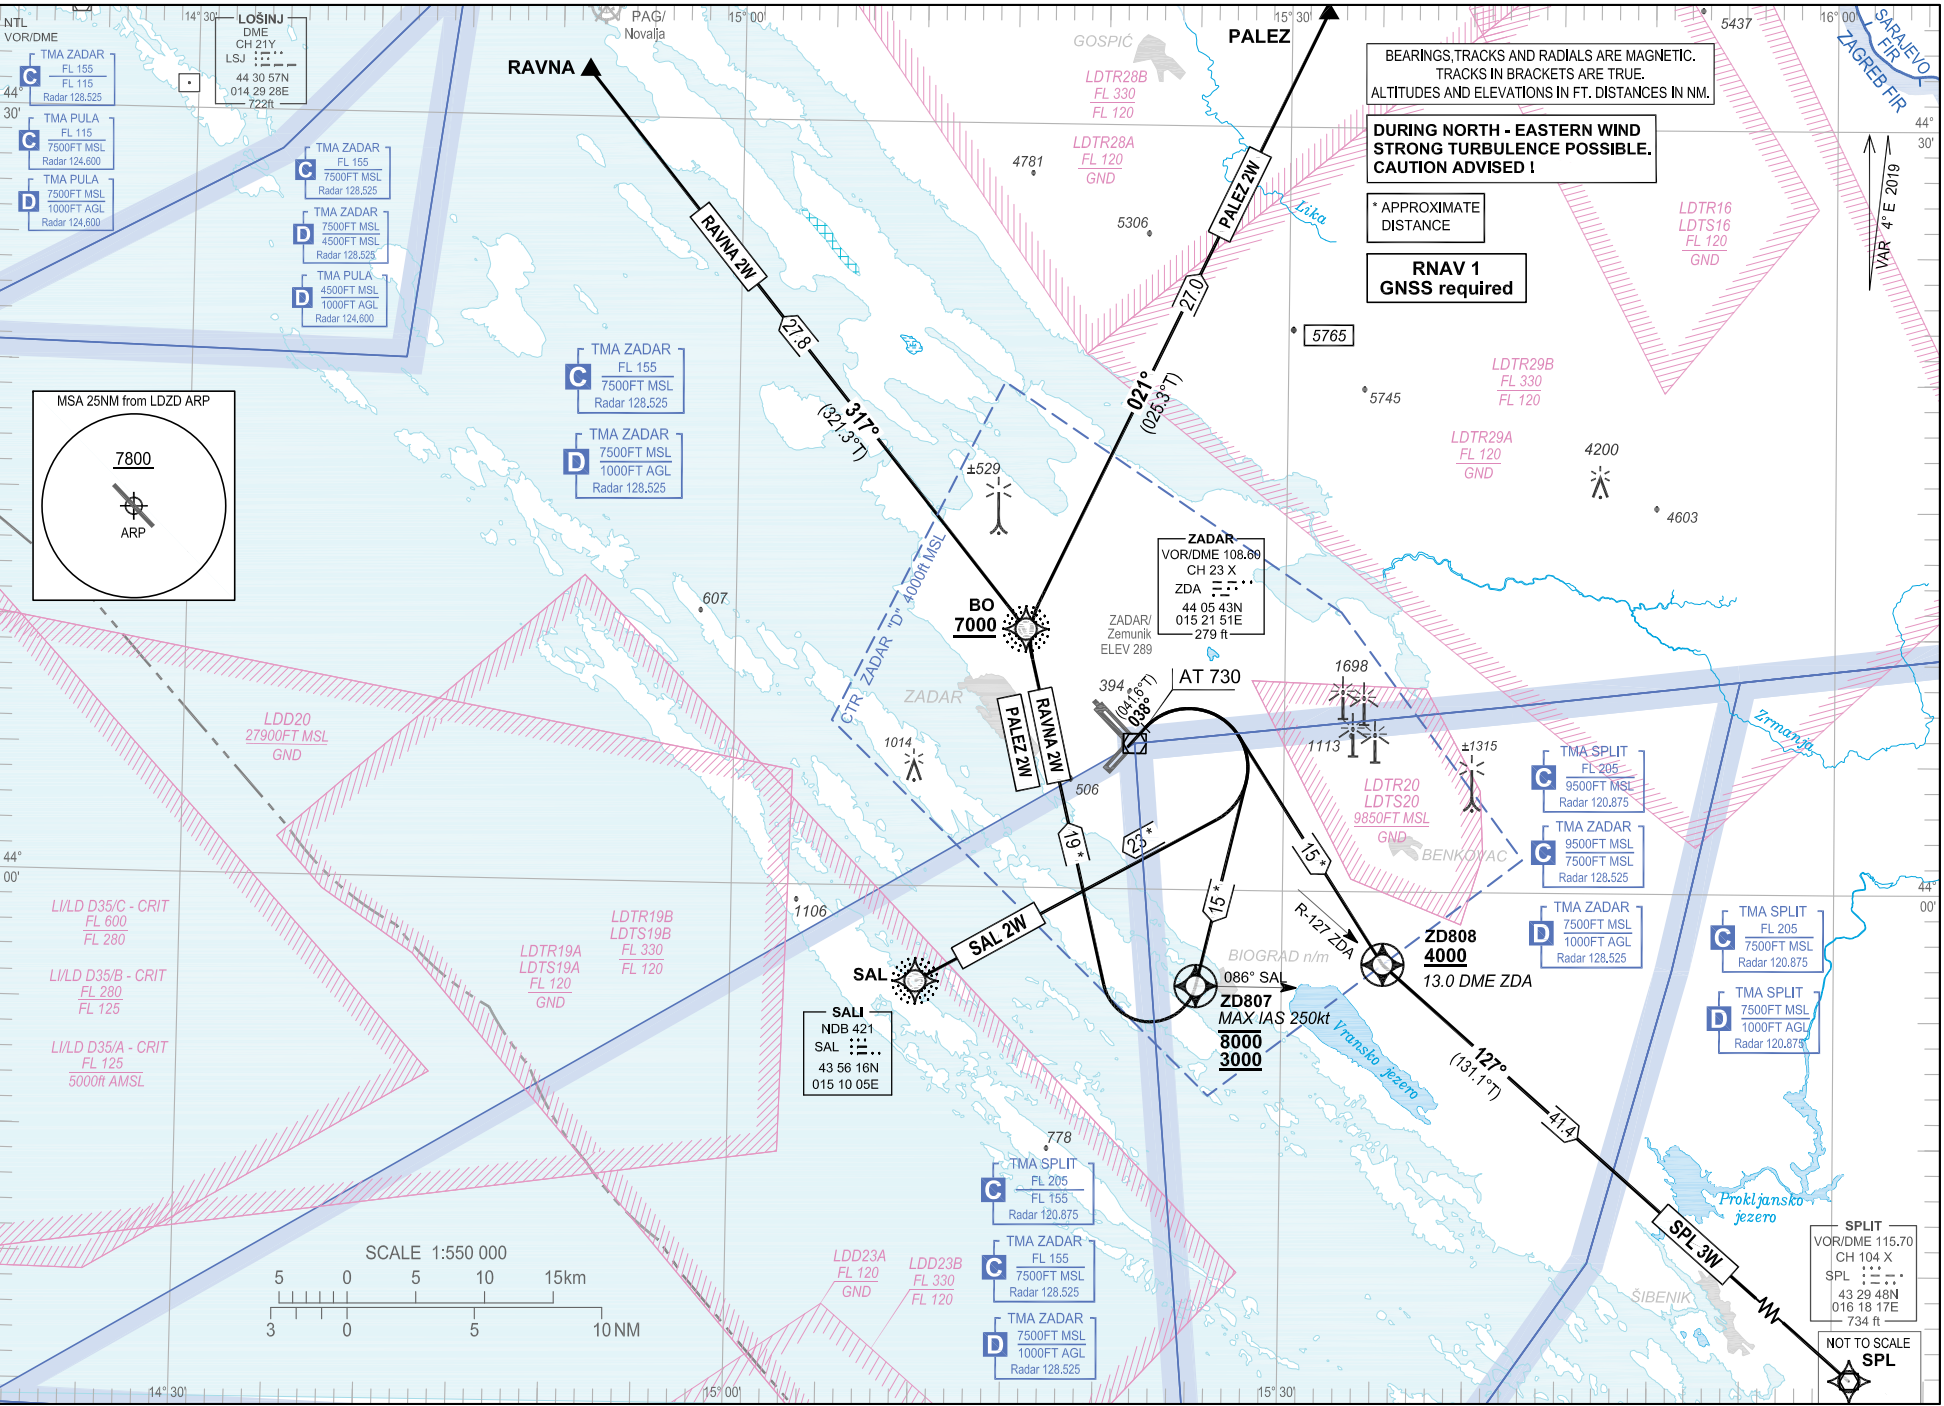 NTL
VOR/DME
14° 30'
LOŠINJ
DME
CH 21Y
LSJ
44 30 57N
014 29 28E
722ft
PAG/
Novalja
15° 00'
15° 30'
16° 00'
5437
SARAJEVO
FIR
ZAGREB FIR
TMA ZADAR
C
FL 155
FL 115
Radar 128.525
44°
30'
TMA PULA
C
FL 115
7500FT MSL
Radar 124.600
TMA PULA
D
7500FT MSL
1000FT AGL
Radar 124,600
TMA ZADAR
C
FL 155
7500FT MSL
Radar 128,525
TMA ZADAR
D
7500FT MSL
4500FT MSL
Radar 128.525
TMA PULA
D
4500FT MSL
1000FT AGL
Radar 124,600
RAVNA
PALEZ
GOSPIĆ
LDTR28B
FL 330
FL 120
LDTR28A
FL 120
GND
4781
5306
Lika
BEARINGS,TRACKS AND RADIALS ARE MAGNETIC.
TRACKS IN BRACKETS ARE TRUE.
ALTITUDES AND ELEVATIONS IN FT. DISTANCES IN NM.
DURING NORTH - EASTERN WIND
STRONG TURBULENCE POSSIBLE.
CAUTION ADVISED !
* APPROXIMATE
DISTANCE
RNAV 1
GNSS required
44°
30'
VAR 4° E 2019
LDTR16
LDTS16
FL 120
GND
5765
5745
LDTR29B
FL 330
FL 120
LDTR29A
FL 120
GND
4200
4603
RAVNA 2W
27.8
317°
(321.3°T)
PALEZ 2W
27.0
021°
(025.3°T)
TMA ZADAR
C
FL 155
7500FT MSL
Radar 128.525
TMA ZADAR
D
7500FT MSL
1000FT AGL
Radar 128.525
MSA 25NM from LDZD ARP
7800
ARP
±529
607
CTR ZADAR "D" 4000ft MSL
BO
7000
ZADAR
VOR/DME 108.60
CH 23 X
ZDA
44 05 43N
015 21 51E
279 ft
ZADAR/
Zemunik
ELEV 289
394
(041.6°T)
038°
AT 730
ZADAR
1014
PALEZ 2W
RAVNA 2W
506
1698
1113
±1315
LDTR20
LDTS20
9850FT MSL
GND
BENKOVAC
Zrmanja
TMA SPLIT
C
FL 205
9500FT MSL
Radar 120.875
TMA ZADAR
C
9500FT MSL
7500FT MSL
Radar 128.525
TMA ZADAR
D
7500FT MSL
1000FT AGL
Radar 128.525
TMA SPLIT
C
FL 205
7500FT MSL
Radar 120.875
TMA SPLIT
D
7500FT MSL
1000FT AGL
Radar 120.875
LDD20
27900FT MSL
GND
44°
00'
44°
00'
19 *
23 *
15 *
15 *
SAL 2W
SAL
1106
LI/LD D35/C - CRIT
FL 600
FL 280
LI/LD D35/B - CRIT
FL 280
FL 125
LI/LD D35/A - CRIT
FL 125
5000ft AMSL
LDTR19A
LDTS19A
FL 120
GND
LDTR19B
LDTS19B
FL 330
FL 120
SALI
NDB 421
SAL
43 56 16N
015 10 05E
R-127 ZDA
BIOGRAD n/m
086° SAL
ZD807
MAX IAS 250kt
8000
3000
ZD808
4000
13.0 DME ZDA
Vransko jezero
127°
(131.1°T)
41.4
SPL 3W
778
TMA SPLIT
C
FL 205
FL 155
Radar 120.875
TMA ZADAR
C
FL 155
7500FT MSL
Radar 128.525
TMA ZADAR
D
7500FT MSL
1000FT AGL
Radar 128.525
LDD23A
FL 120
GND
LDD23B
FL 330
FL 120
SCALE 1:550 000
5 0 5 10 15km
3 0 5 10 NM
Prokljansko
jezero
ŠIBENIK
SPLIT
VOR/DME 115.70
CH 104 X
SPL
43 29 48N
016 18 17E
734 ft
NOT TO SCALE
SPL
14° 30'
15° 00'
15° 30'